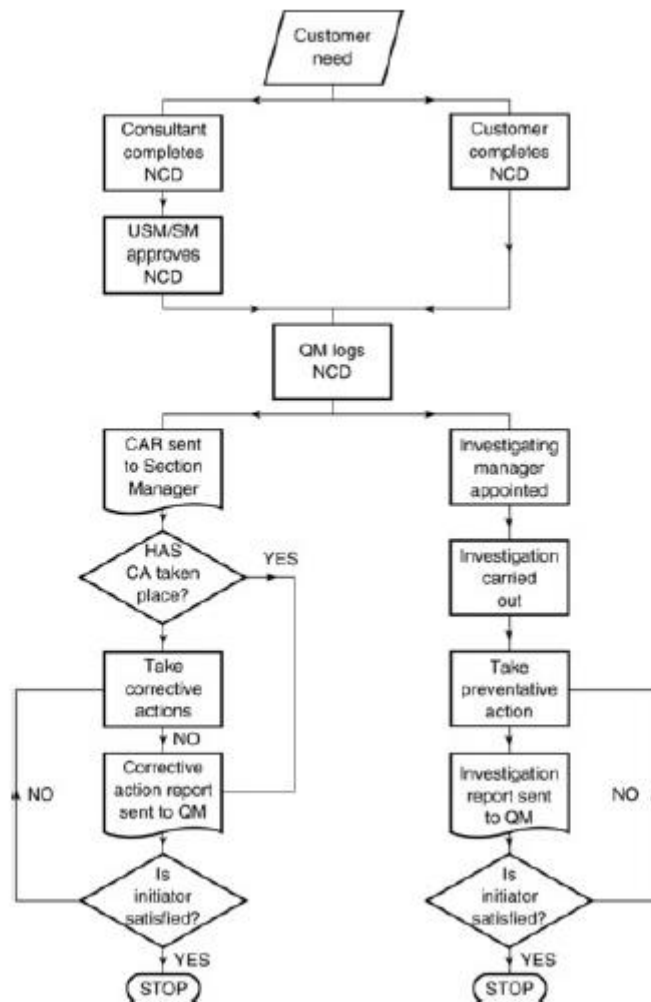 Customer
need
Consultant
completes
NCD
Customer
completes
NCD
USM/SM
approves
NCD
QM logs
NCD
CAR sent
to Section
Manager
Investigating
manager
appointed
HAS
CA taken
place?
YES
Investigation
carried
out
Take
corrective
actions
Take
preventative
action
NO
Corrective
action report
sent to QM
NO
Investigation
report sent
to QM
NO
Is
initiator
satisfied?
Is
initiator
satisfied?
YES
YES
STOP
STOP